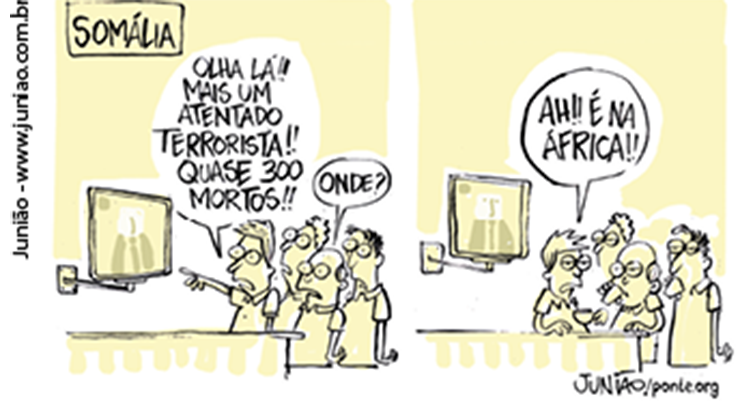 Junião - www.juniao.com.br
SOMÁLIA
OLHA LÁ!!
MAIS UM
ATENTADO
TERRORISTA!!
QUASE 300
MORTOS!!
ONDE?
AH!! É NA
ÁFRICA!!
JUNIÃO/ponte.org